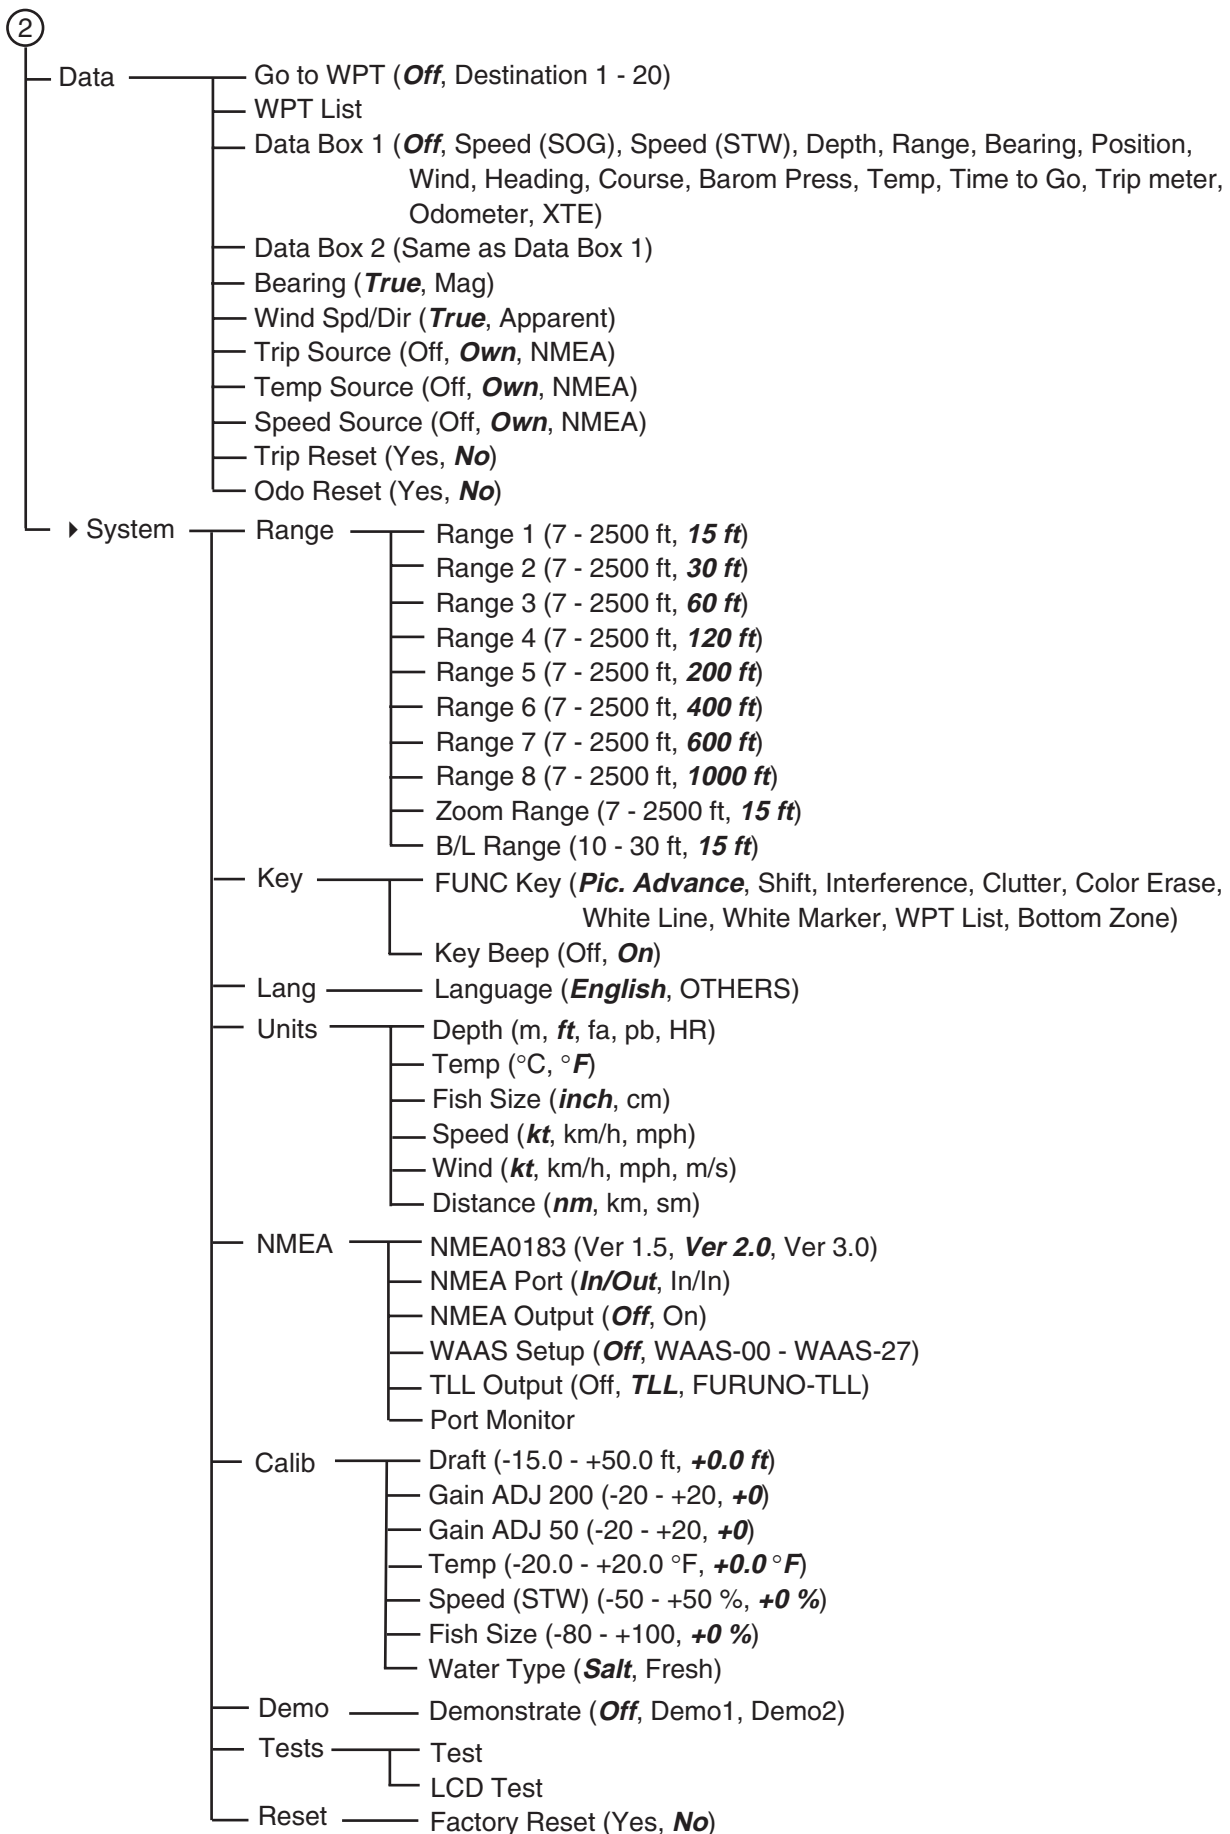 2
Data
Go to WPT (Off, Destination 1 - 20)
WPT List
Data Box 1 (Off, Speed (SOG), Speed (STW), Depth, Range, Bearing, Position,
Wind, Heading, Course, Barom Press, Temp, Time to Go, Trip meter,
Odometer, XTE)
Data Box 2 (Same as Data Box 1)
Bearing (True, Mag)
Wind Spd/Dir (True, Apparent)
Trip Source (Off, Own, NMEA)
Temp Source (Off, Own, NMEA)
Speed Source (Off, Own, NMEA)
Trip Reset (Yes, No)
Odo Reset (Yes, No)
System
Range
Range 1 (7 - 2500 ft, 15 ft)
Range 2 (7 - 2500 ft, 30 ft)
Range 3 (7 - 2500 ft, 60 ft)
Range 4 (7 - 2500 ft, 120 ft)
Range 5 (7 - 2500 ft, 200 ft)
Range 6 (7 - 2500 ft, 400 ft)
Range 7 (7 - 2500 ft, 600 ft)
Range 8 (7 - 2500 ft, 1000 ft)
Zoom Range (7 - 2500 ft, 15 ft)
B/L Range (10 - 30 ft, 15 ft)
Key
FUNC Key (Pic. Advance, Shift, Interference, Clutter, Color Erase,
White Line, White Marker, WPT List, Bottom Zone)
Key Beep (Off, On)
Lang
Language (English, OTHERS)
Units
Depth (m, ft, fa, pb, HR)
Temp (°C, °F)
Fish Size (inch, cm)
Speed (kt, km/h, mph)
Wind (kt, km/h, mph, m/s)
Distance (nm, km, sm)
NMEA
NMEA0183 (Ver 1.5, Ver 2.0, Ver 3.0)
NMEA Port (In/Out, In/In)
NMEA Output (Off, On)
WAAS Setup (Off, WAAS-00 - WAAS-27)
TLL Output (Off, TLL, FURUNO-TLL)
Port Monitor
Calib
Draft (-15.0 - +50.0 ft, +0.0 ft)
Gain ADJ 200 (-20 - +20, +0)
Gain ADJ 50 (-20 - +20, +0)
Temp (-20.0 - +20.0 °F, +0.0 °F)
Speed (STW) (-50 - +50 %, +0 %)
Fish Size (-80 - +100, +0 %)
Water Type (Salt, Fresh)
Demo
Demonstrate (Off, Demo1, Demo2)
Tests
Test
LCD Test
Reset
Factory Reset (Yes, No)